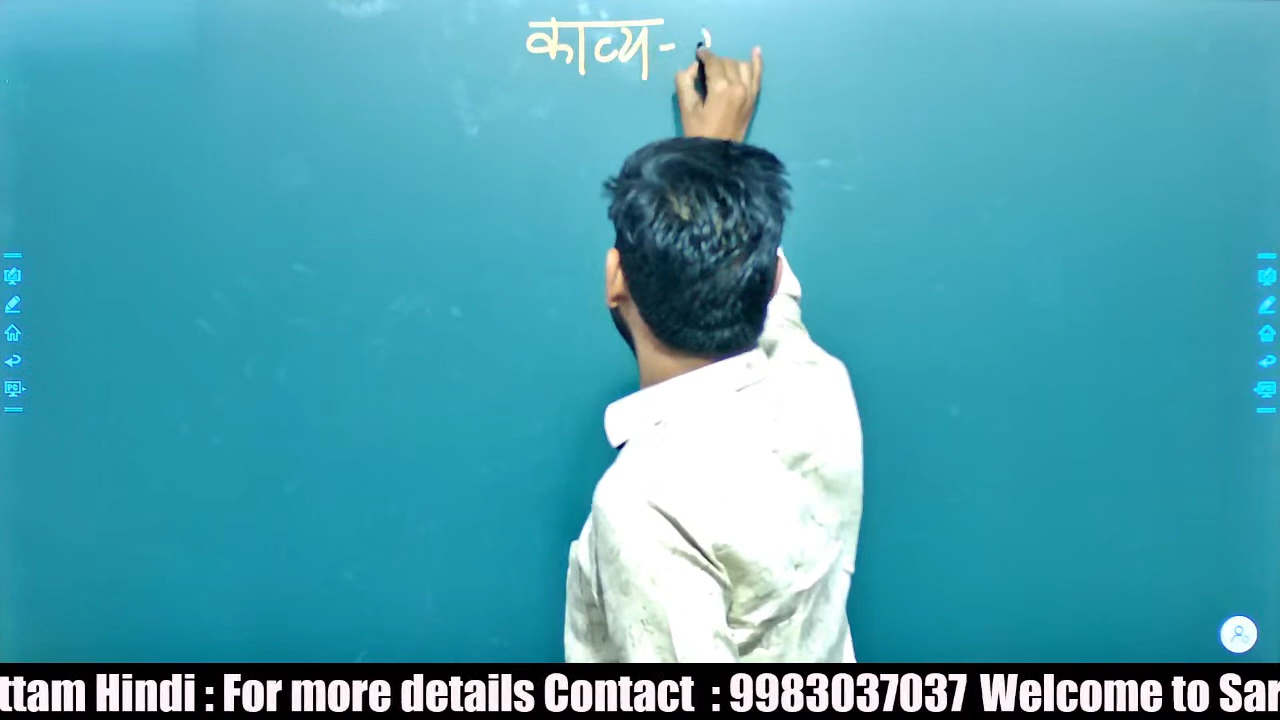 काव्य-
ttam Hindi : For more details Contact : 9983037037 Welcome to Sar